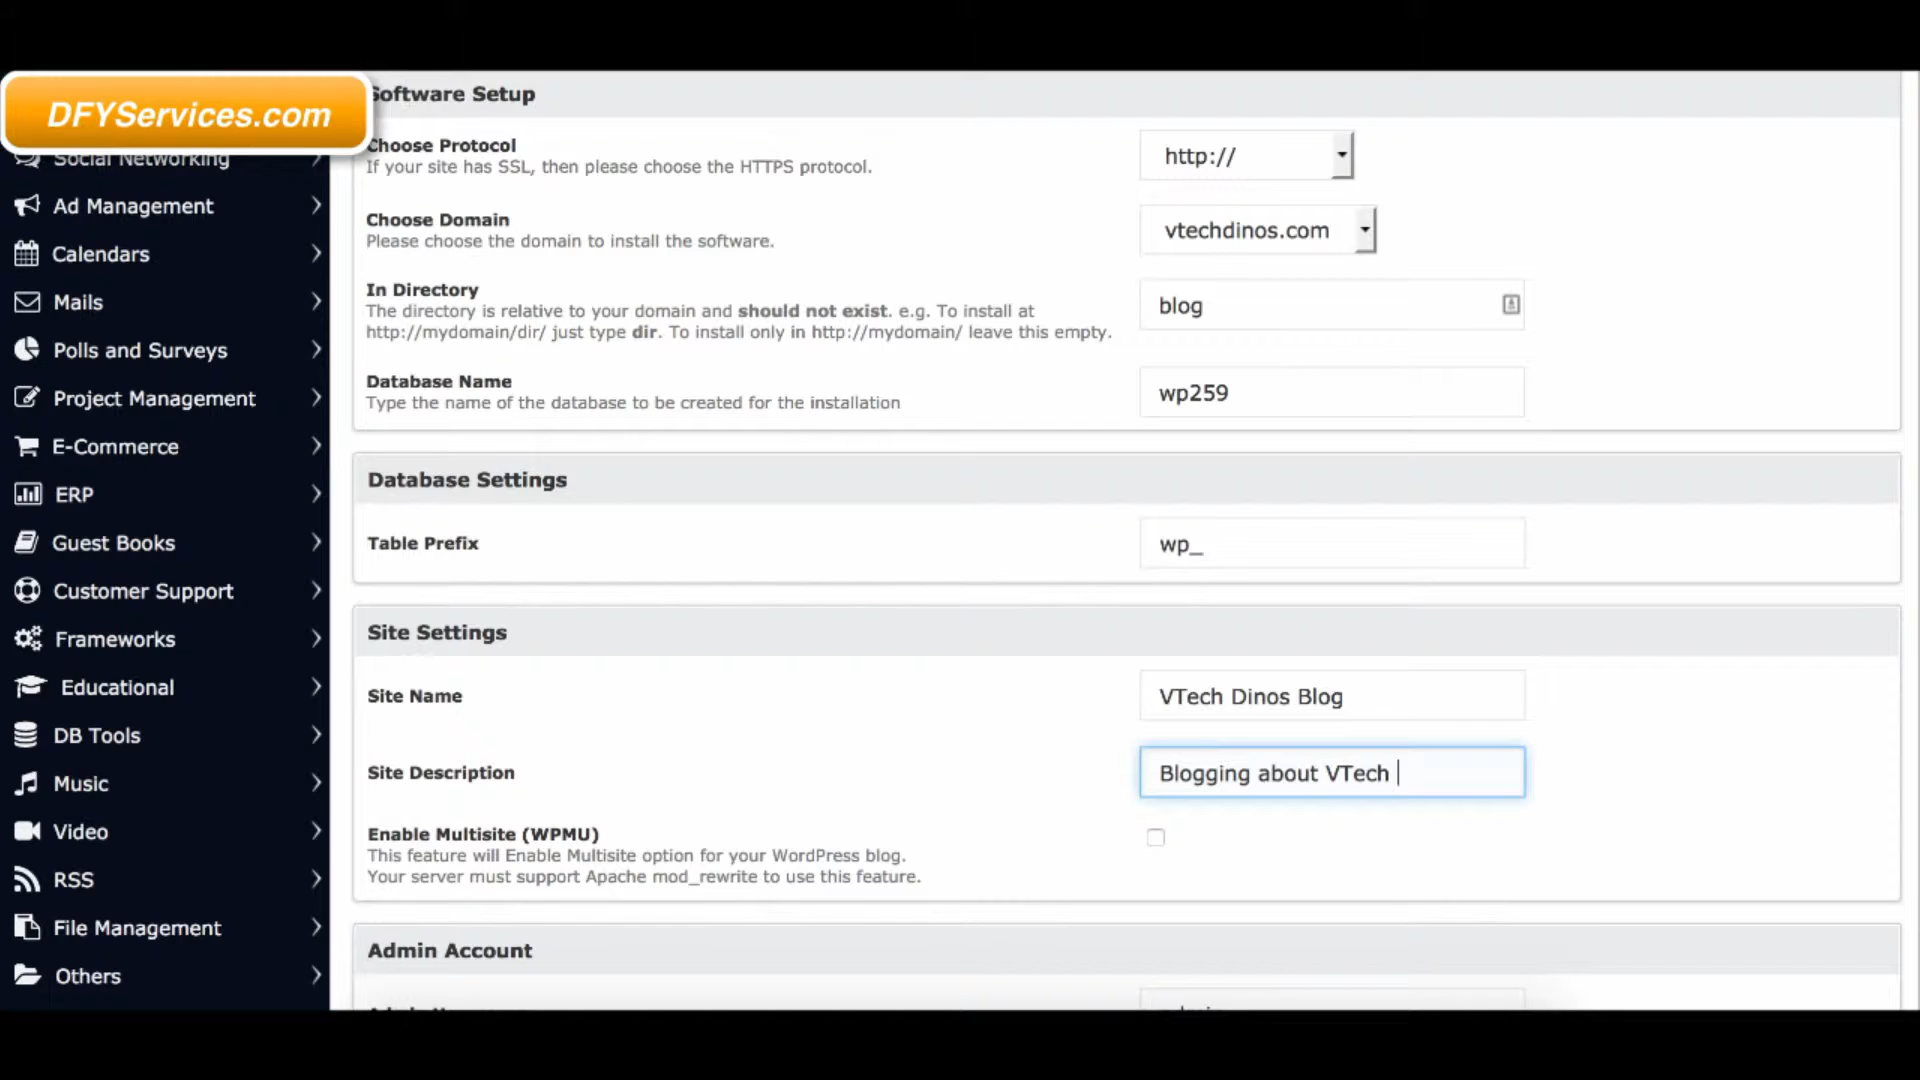 DFYServices.com
Social Networking
Ad Management
Calendars
Mails
Polls and Surveys
Project Management
E-Commerce
ERP
Guest Books
Customer Support
Frameworks
Educational
DB Tools
Music
Video
RSS
File Management
Others
Software Setup
Choose Protocol
If your site has SSL, then please choose the HTTPS protocol.
http://
Choose Domain
Please choose the domain to install the software.
vtechdinos.com
In Directory
The directory is relative to your domain and should not exist. e.g. To install at
http://mydomain/dir/ just type dir. To install only in http://mydomain/ leave this empty.
blog
Database Name
Type the name of the database to be created for the installation
wp259
Database Settings
Table Prefix
wp_
Site Settings
Site Name
VTech Dinos Blog
Site Description
Blogging about VTech
Enable Multisite (WPMU)
This feature will Enable Multisite option for your WordPress blog.
Your server must support Apache mod_rewrite to use this feature.
Admin Account